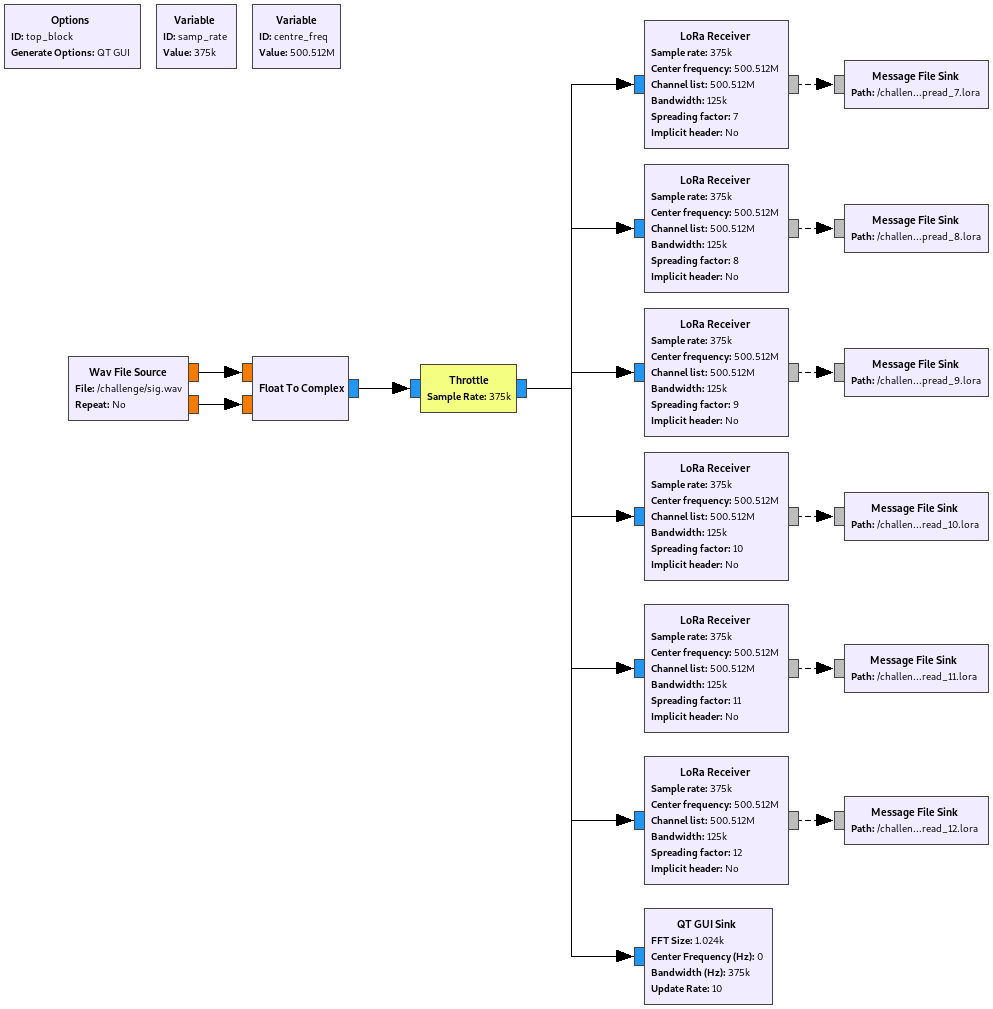 Options
ID: top_block
Generate Options: QT GUI
Variable
ID: samp_rate
Value: 375k
Variable
ID: centre_freq
Value: 500.512M
Wav File Source
File: /challenge/sig.wav
Repeat: No
Float To Complex
Throttle
Sample Rate: 375k
LoRa Receiver
Sample rate: 375k
Center frequency: 500.512M
Channel list: 500.512M
Bandwidth: 125k
Spreading factor: 7
Implicit header: No
Message File Sink
Path: /challen...pread_7.lora
LoRa Receiver
Sample rate: 375k
Center frequency: 500.512M
Channel list: 500.512M
Bandwidth: 125k
Spreading factor: 8
Implicit header: No
Message File Sink
Path: /challen...pread_8.lora
LoRa Receiver
Sample rate: 375k
Center frequency: 500.512M
Channel list: 500.512M
Bandwidth: 125k
Spreading factor: 9
Implicit header: No
Message File Sink
Path: /challen...pread_9.lora
LoRa Receiver
Sample rate: 375k
Center frequency: 500.512M
Channel list: 500.512M
Bandwidth: 125k
Spreading factor: 10
Implicit header: No
Message File Sink
Path: /challen...read_10.lora
LoRa Receiver
Sample rate: 375k
Center frequency: 500.512M
Channel list: 500.512M
Bandwidth: 125k
Spreading factor: 11
Implicit header: No
Message File Sink
Path: /challen...read_11.lora
LoRa Receiver
Sample rate: 375k
Center frequency: 500.512M
Channel list: 500.512M
Bandwidth: 125k
Spreading factor: 12
Implicit header: No
Message File Sink
Path: /challen...read_12.lora
QT GUI Sink
FFT Size: 1.024k
Center Frequency (Hz): 0
Bandwidth (Hz): 375k
Update Rate: 10